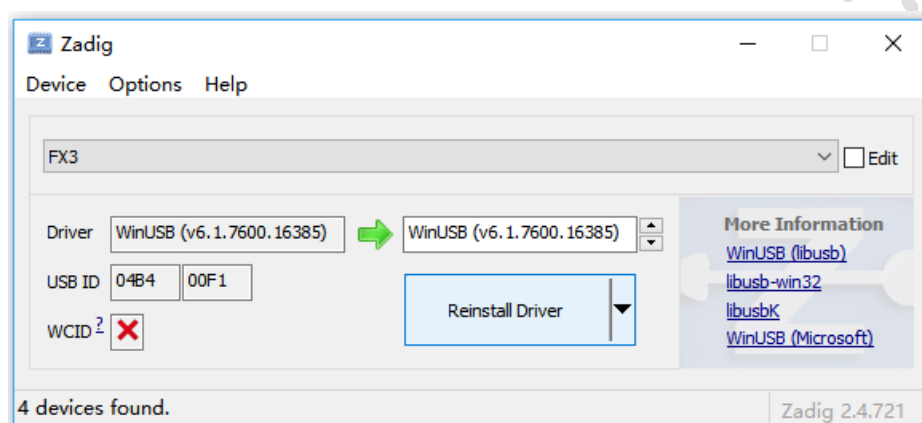 Zadig
Device Options Help
FX3
Edit
Driver WinUSB (v6.1.7600.16385) WinUSB (v6.1.7600.16385)
USB ID 04B4 00F1
WCID ?
Reinstall Driver
More Information
WinUSB (libusb)
libusb-win32
libusbK
WinUSB (Microsoft)
4 devices found.
Zadig 2.4.721